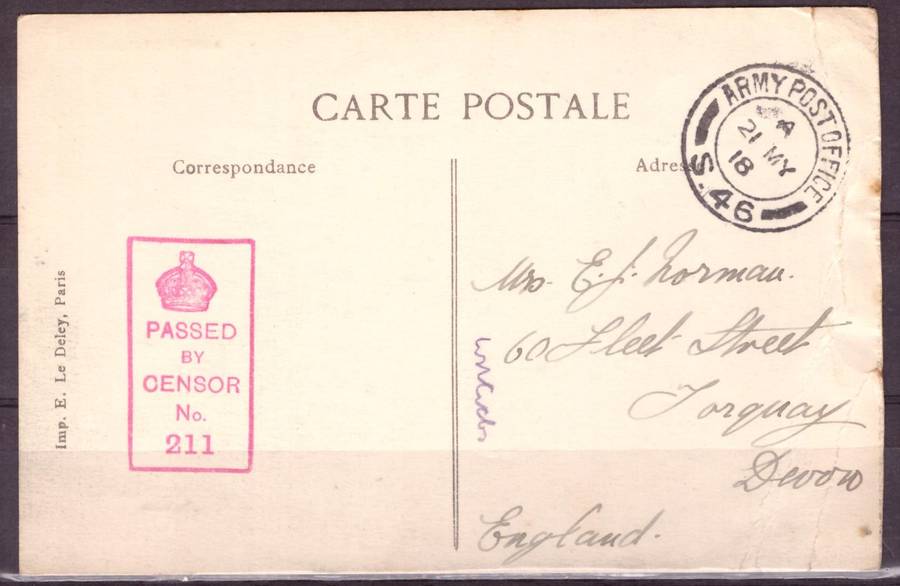 CARTE POSTALE
Correspondance
Adresse
ARMY POST OFFICE
A
21 MY
18
S.46
Imp. E. Le Deley, Paris
PASSED
BY
CENSOR
No.
211
Mrs. E. J. Norman.
60 Fleet Street
Torquay
Devon
England.